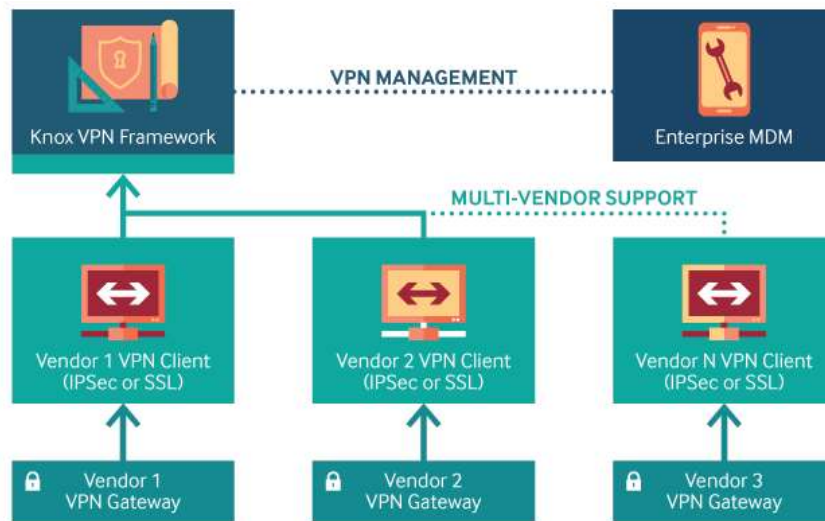 VPN MANAGEMENT
Knox VPN Framework
Enterprise MDM
MULTI-VENDOR SUPPORT
Vendor 1 VPN Client
(IPSec or SSL)
Vendor 2 VPN Client
(IPSec or SSL)
Vendor N VPN Client
(IPSec or SSL)
Vendor 1
VPN Gateway
Vendor 2
VPN Gateway
Vendor 3
VPN Gateway